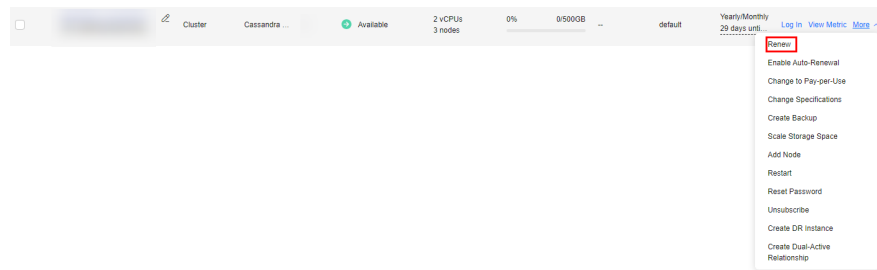 Cluster
Cassandra ...
Available
2 vCPUs
3 nodes
0%
0/500GB
--
default
Yearly/Monthly
29 days unti...
Log In View Metric More
Renew
Enable Auto-Renewal
Change to Pay-per-Use
Change Specifications
Create Backup
Scale Storage Space
Add Node
Restart
Reset Password
Unsubscribe
Create DR Instance
Create Dual-Active
Relationship